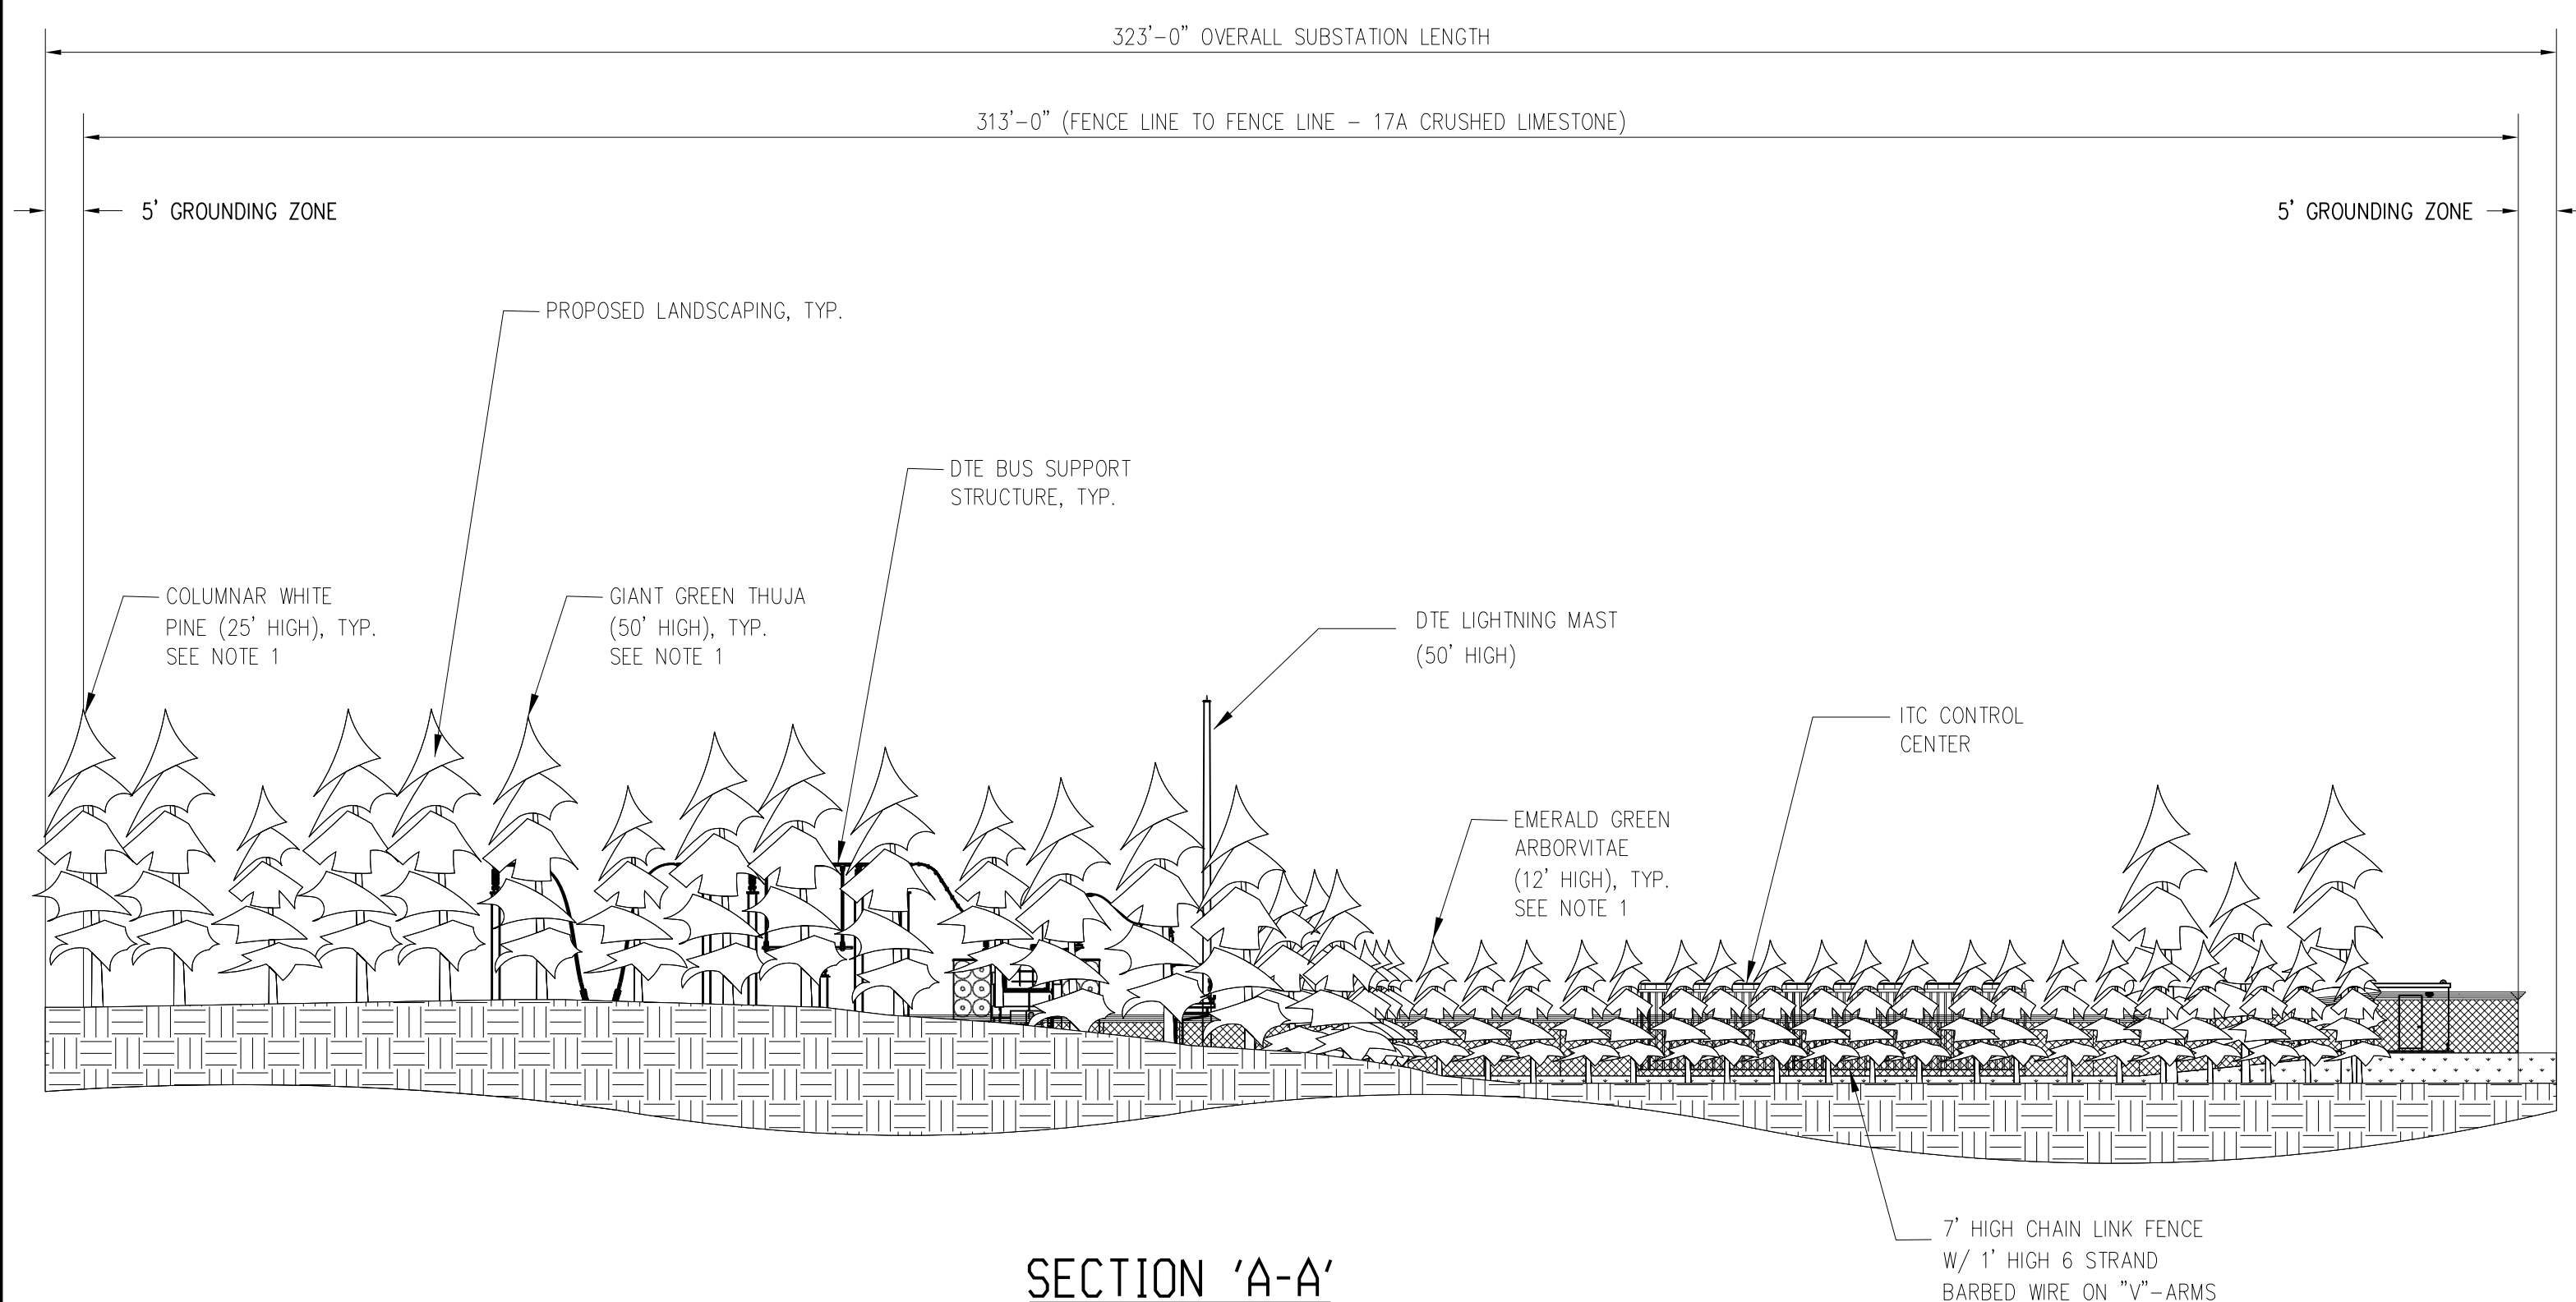 323'-0" OVERALL SUBSTATION LENGTH
313'-0" (FENCE LINE TO FENCE LINE – 17A CRUSHED LIMESTONE)
5' GROUNDING ZONE
5' GROUNDING ZONE
PROPOSED LANDSCAPING, TYP.
DTE BUS SUPPORT
STRUCTURE, TYP.
COLUMNAR WHITE
PINE (25' HIGH), TYP.
SEE NOTE 1
GIANT GREEN THUJA
(50' HIGH), TYP.
SEE NOTE 1
DTE LIGHTNING MAST
(50' HIGH)
ITC CONTROL
CENTER
EMERALD GREEN
ARBORVITAE
(12' HIGH), TYP.
SEE NOTE 1
7' HIGH CHAIN LINK FENCE
W/ 1' HIGH 6 STRAND
BARBED WIRE ON "V"-ARMS
SECTION 'A-A'